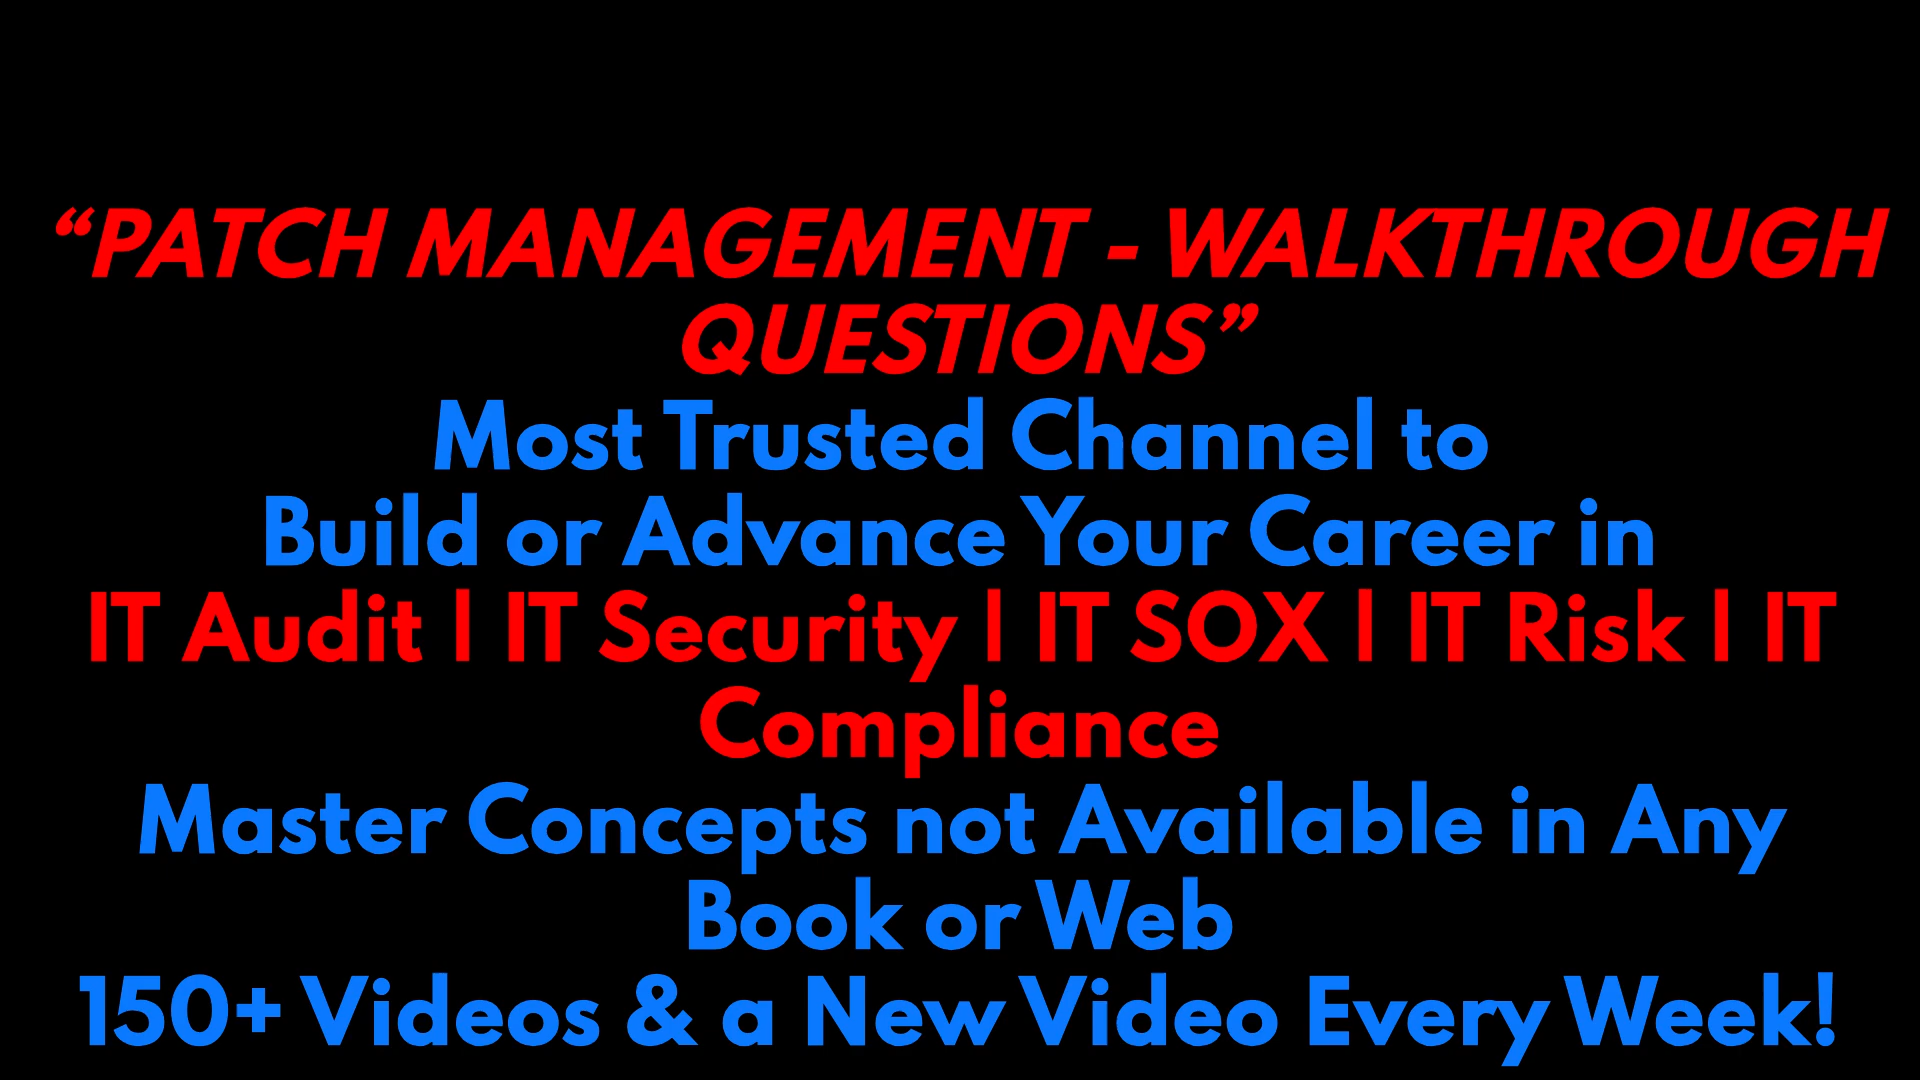 “PATCH MANAGEMENT - WALKTHROUGH
QUESTIONS”
Most Trusted Channel to
Build or Advance Your Career in
IT Audit | IT Security | IT SOX | IT Risk | IT
Compliance
Master Concepts not Available in Any
Book or Web
150+ Videos & a New Video Every Week!